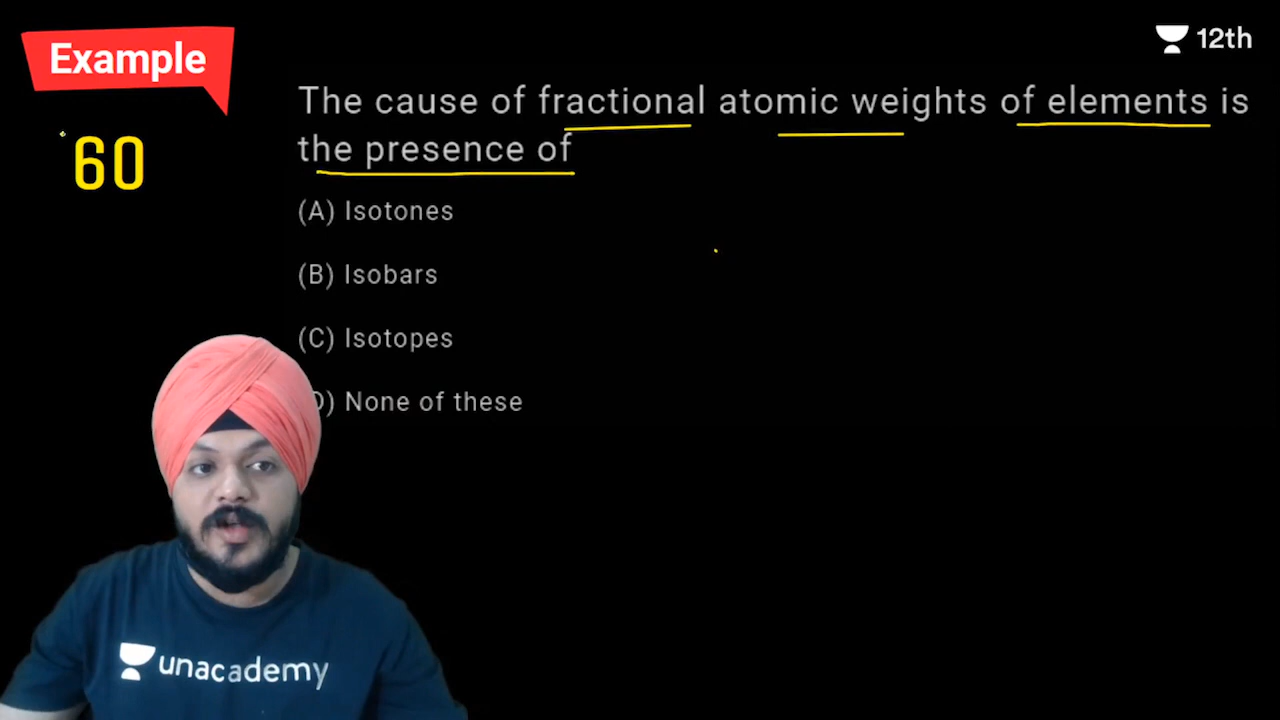 Example
12th
60
The cause of fractional atomic weights of elements is
the presence of
(A) Isotones
(B) Isobars
(C) Isotopes
D) None of these
unacademy